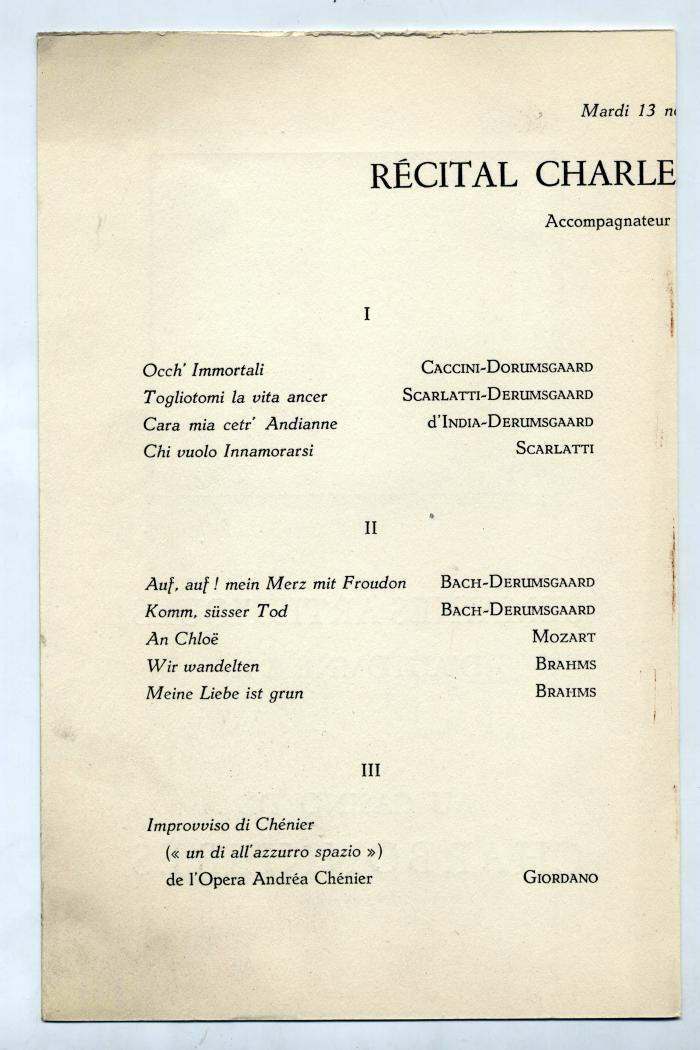 Mardi 13 no
RÉCITAL CHARLE
Accompagnateur
I
Occh' Immortali CACCINI-DORUMSGAARD
Togliotomi la vita ancer SCARLATTI-DERUMSGAARD
Cara mia cetr' Andianne d'INDIA-DERUMSGAARD
Chi vuolo Innamorarsi SCARLATTI
II
Auf, auf ! mein Merz mit Froudon BACH-DERUMSGAARD
Komm, süsser Tod BACH-DERUMSGAARD
An Chloë MOZART
Wir wandelten BRAHMS
Meine Liebe ist grun BRAHMS
III
Improvviso di Chénier
(« un di all'azzurro spazio »)
de l'Opera Andréa Chénier GIORDANO